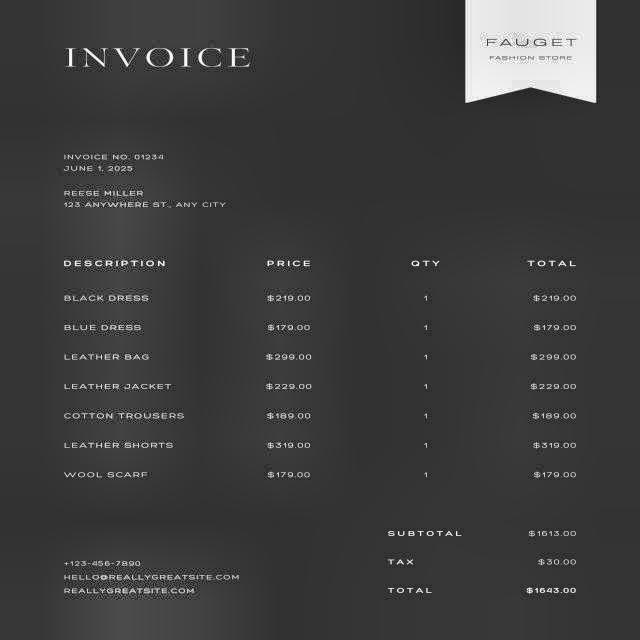 INVOICE
FAUGET
FASHION STORE
INVOICE NO. 01234
JUNE 1, 2025
REESE MILLER
123 ANYWHERE ST., ANY CITY
DESCRIPTION PRICE QTY TOTAL
BLACK DRESS $219.00 1 $219.00
BLUE DRESS $179.00 1 $179.00
LEATHER BAG $299.00 1 $299.00
LEATHER JACKET $229.00 1 $229.00
COTTON TROUSERS $189.00 1 $189.00
LEATHER SHORTS $319.00 1 $319.00
WOOL SCARF $179.00 1 $179.00
SUBTOTAL $1613.00
TAX $30.00
TOTAL $1643.00
+123-456-7890
HELLO@REALLYGREATSITE.COM
REALLYGREATSITE.COM